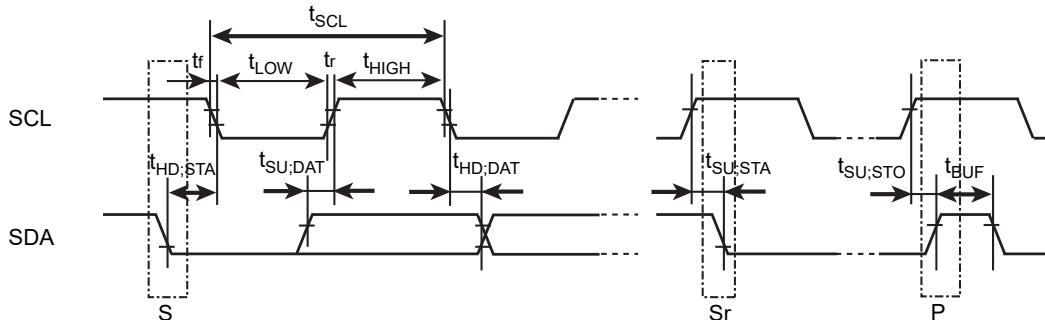 tSCL
tf tLOW tr tHIGH
SCL
tHD;STA tSU;DAT tHD;DAT tSU;STA tSU;STO tBUF
SDA
S Sr P